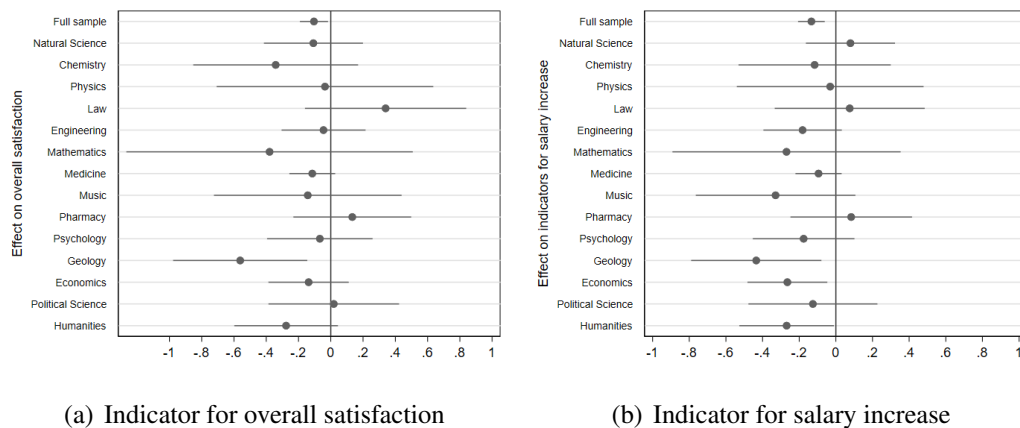 Effect on overall satisfaction
Full sample
Natural Science
Chemistry
Physics
Law
Engineering
Mathematics
Medicine
Music
Pharmacy
Psychology
Geology
Economics
Political Science
Humanities
-1 -.8 -.6 -.4 -.2 0 .2 .4 .6 .8 1
(a) Indicator for overall satisfaction
Effect on indicators for salary increase
Full sample
Natural Science
Chemistry
Physics
Law
Engineering
Mathematics
Medicine
Music
Pharmacy
Psychology
Geology
Economics
Political Science
Humanities
-1 -.8 -.6 -.4 -.2 0 .2 .4 .6 .8 1
(b) Indicator for salary increase